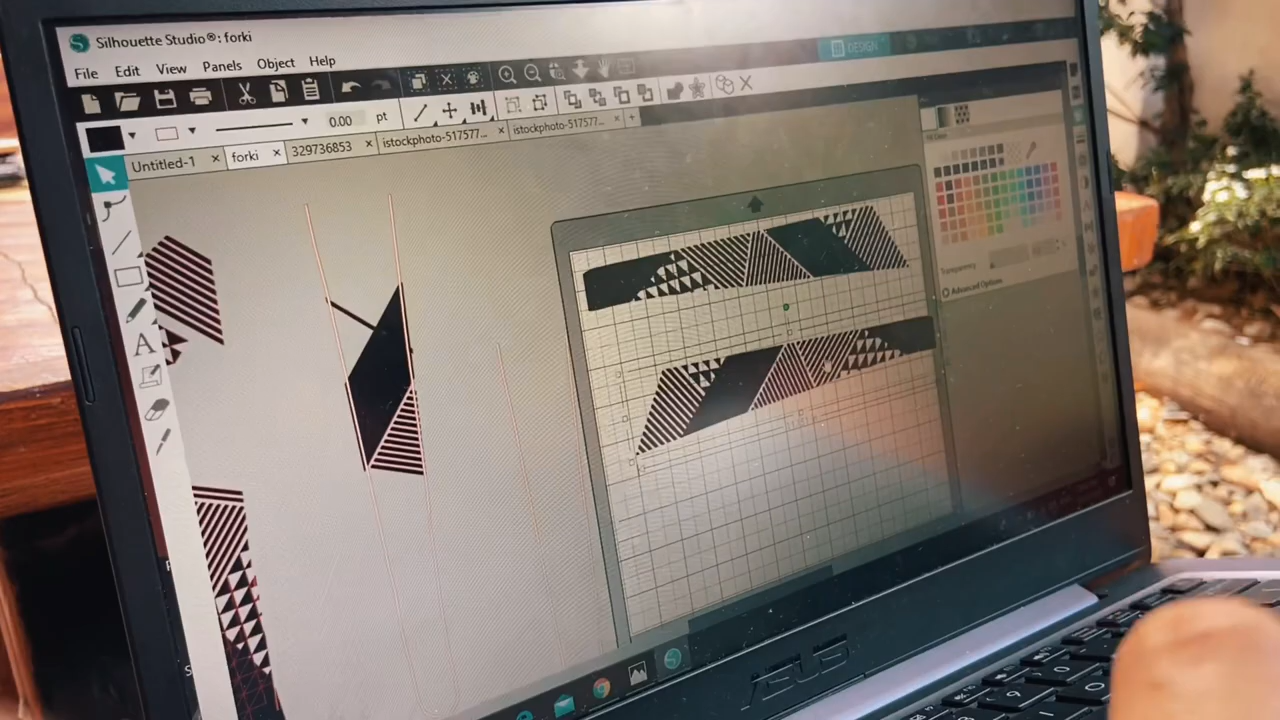 Silhouette Studio®: forki
File Edit View Panels Object Help
DESIGN
0.00 pt
Untitled-1 × forki × 329736853 × istockphoto-517577... × istockphoto-517577... × +
Transparency
Advanced Options
ASUS